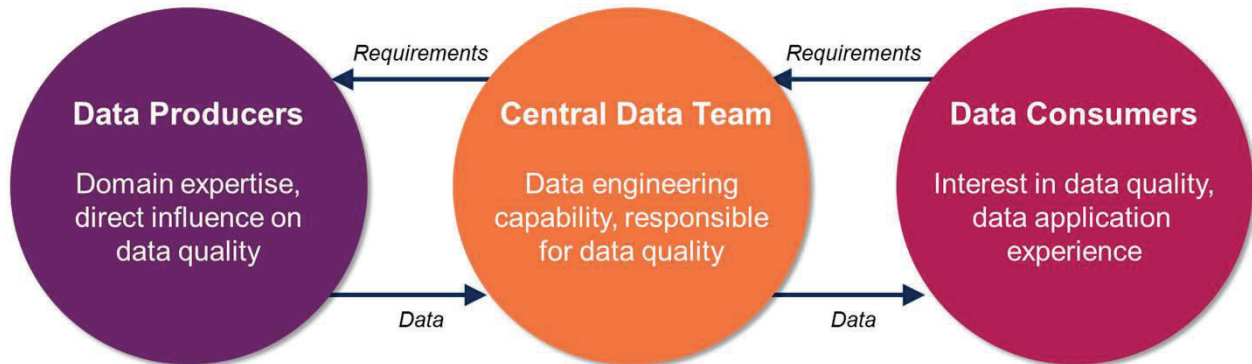 Requirements
Requirements
Data Producers
Domain expertise,
direct influence on
data quality
Central Data Team
Data engineering
capability, responsible
for data quality
Data Consumers
Interest in data quality,
data application
experience
Data
Data